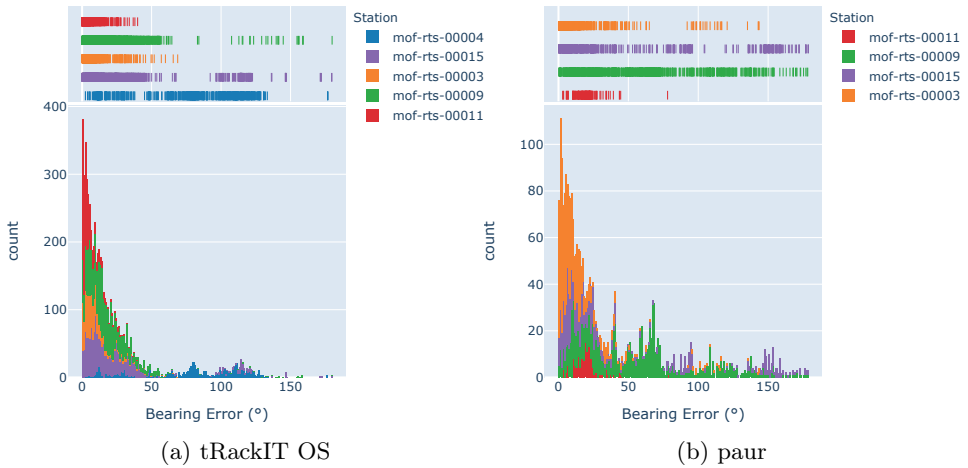 Station
mof-rts-00004
mof-rts-00015
mof-rts-00003
mof-rts-00009
mof-rts-00011
400
300
200
100
0
count
0 50 100 150
Bearing Error (°)
(a) tRackIT OS
Station
mof-rts-00011
mof-rts-00009
mof-rts-00015
mof-rts-00003
100
80
60
40
20
0
count
0 50 100 150
Bearing Error (°)
(b) paur